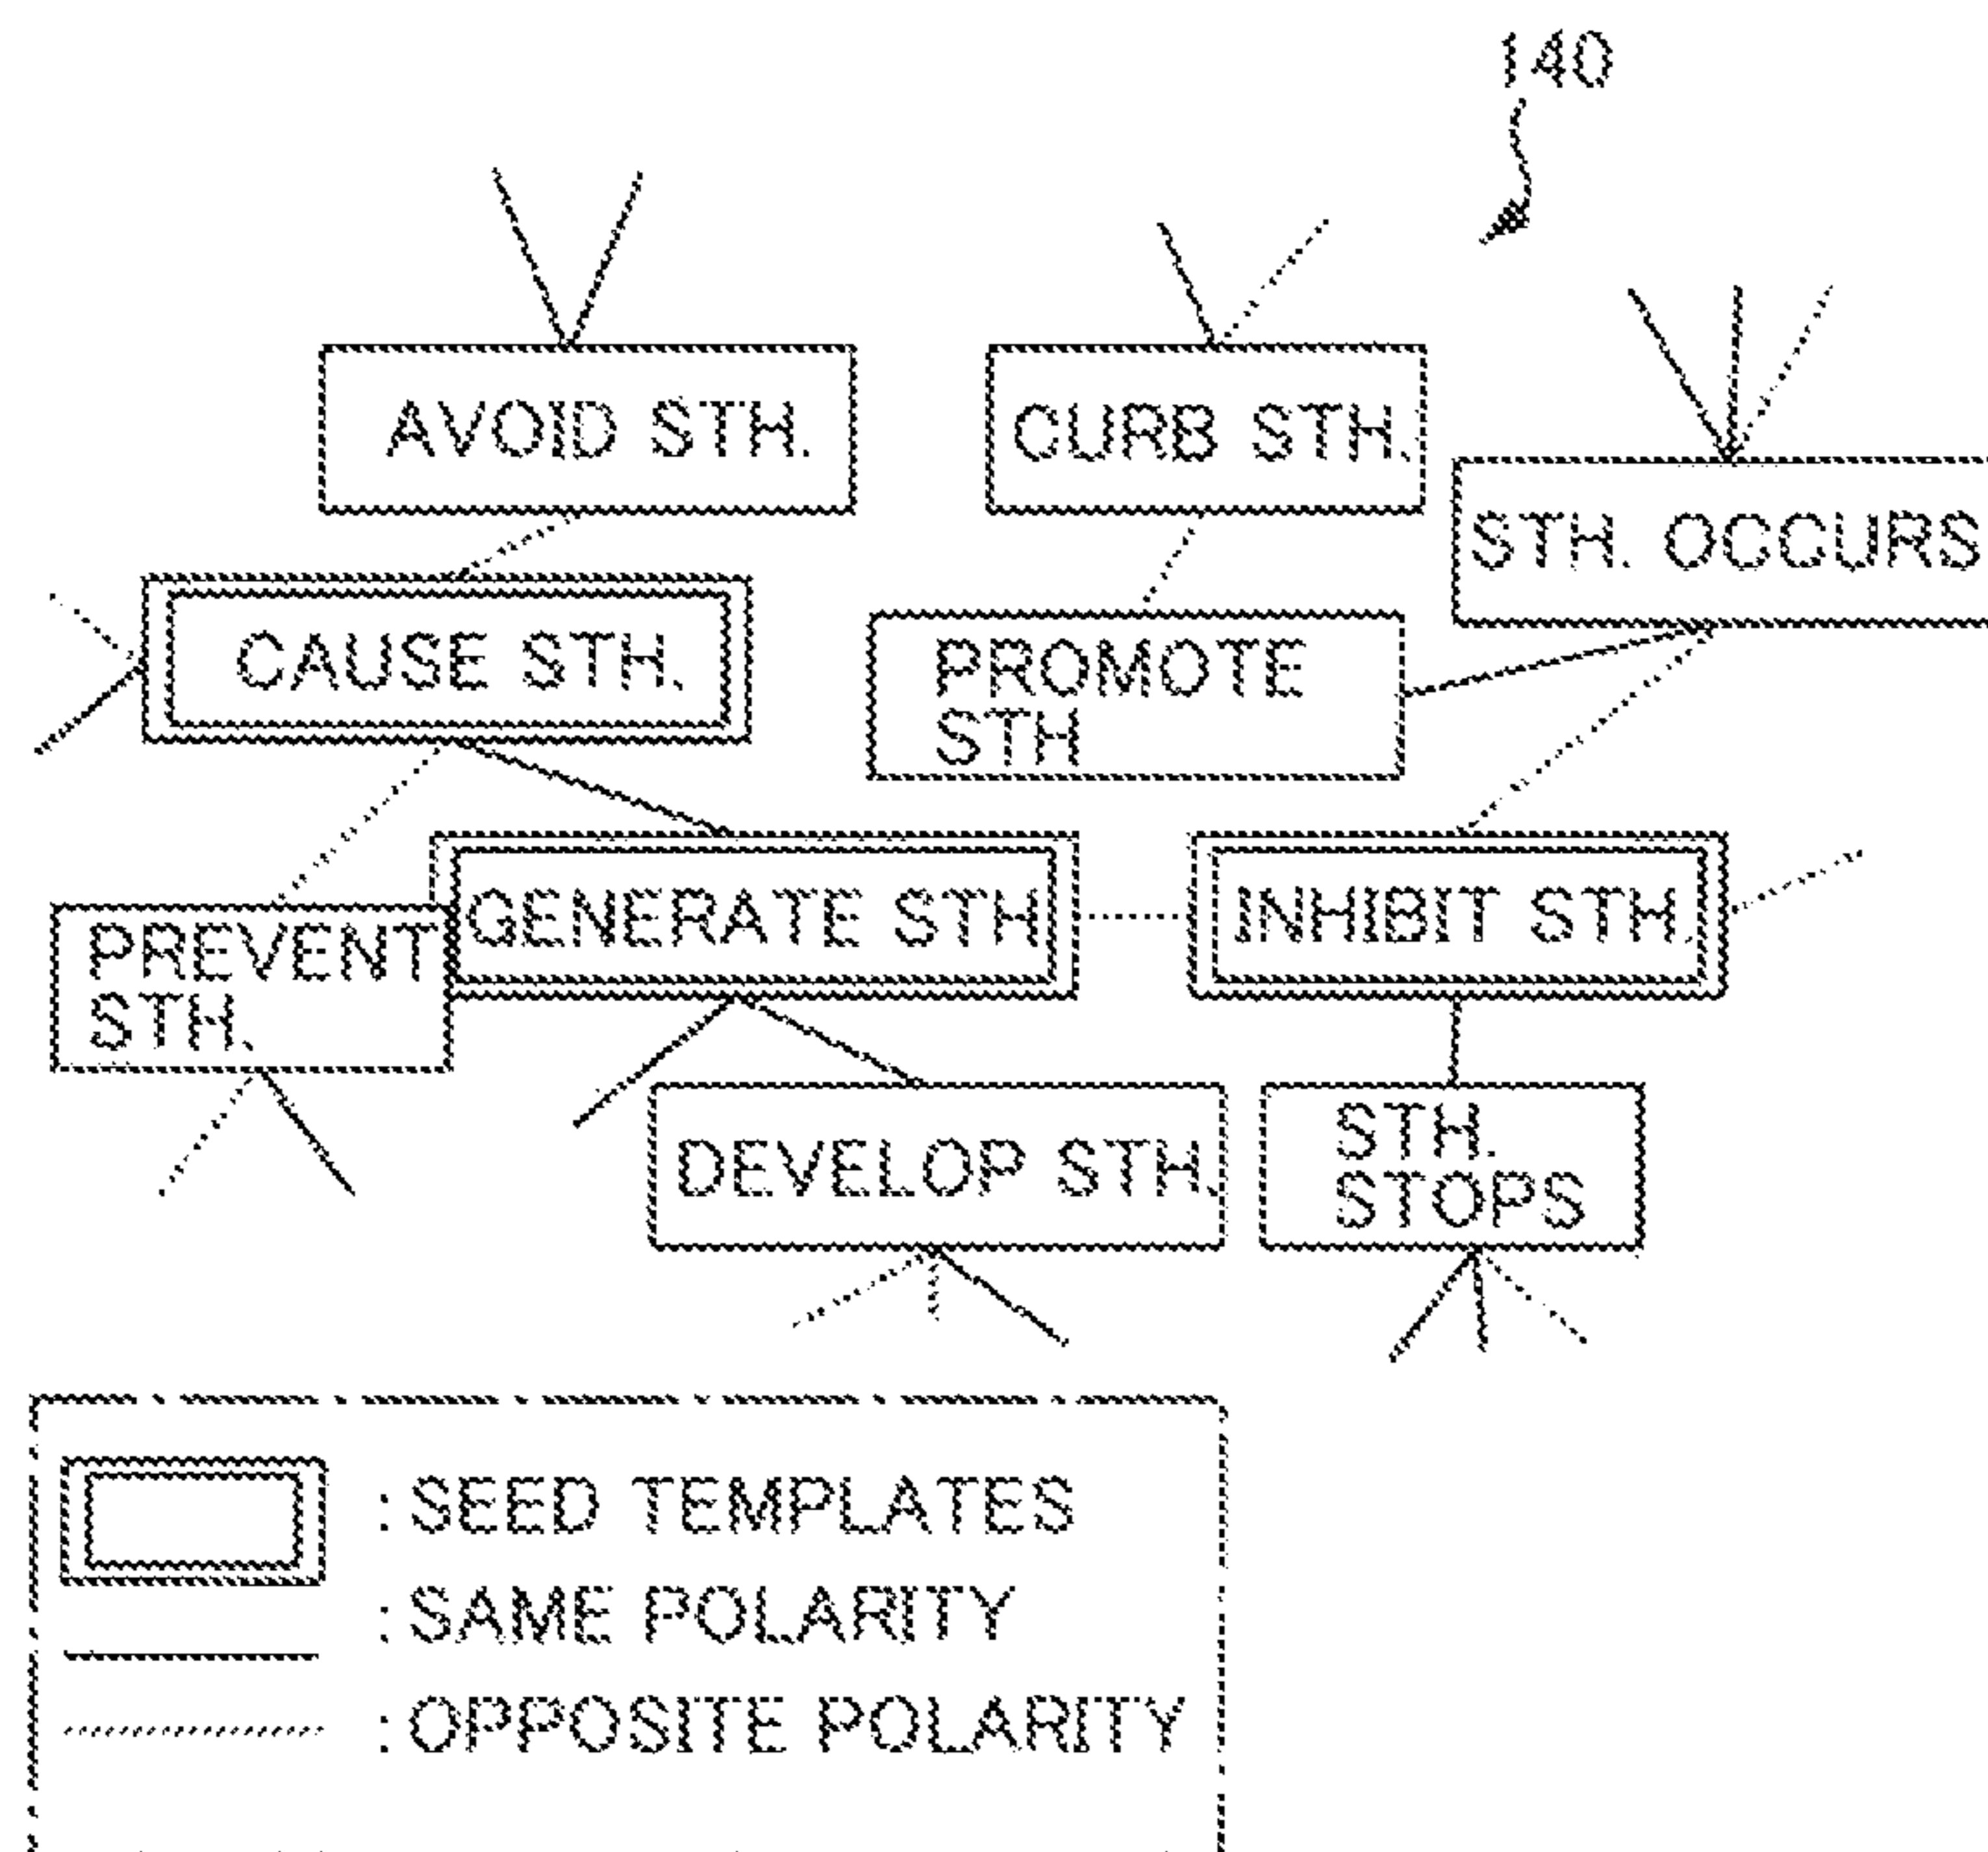 140
AVOID STH.
CURB STH.
STH. OCCURS
CAUSE STH.
PROMOTE
STH
GENERATE STH
INHIBIT STH.
PREVENT
STH.
DEVELOP STH.
STH.
STOPS
: SEED TEMPLATES
: SAME POLARITY
: OPPOSITE POLARITY